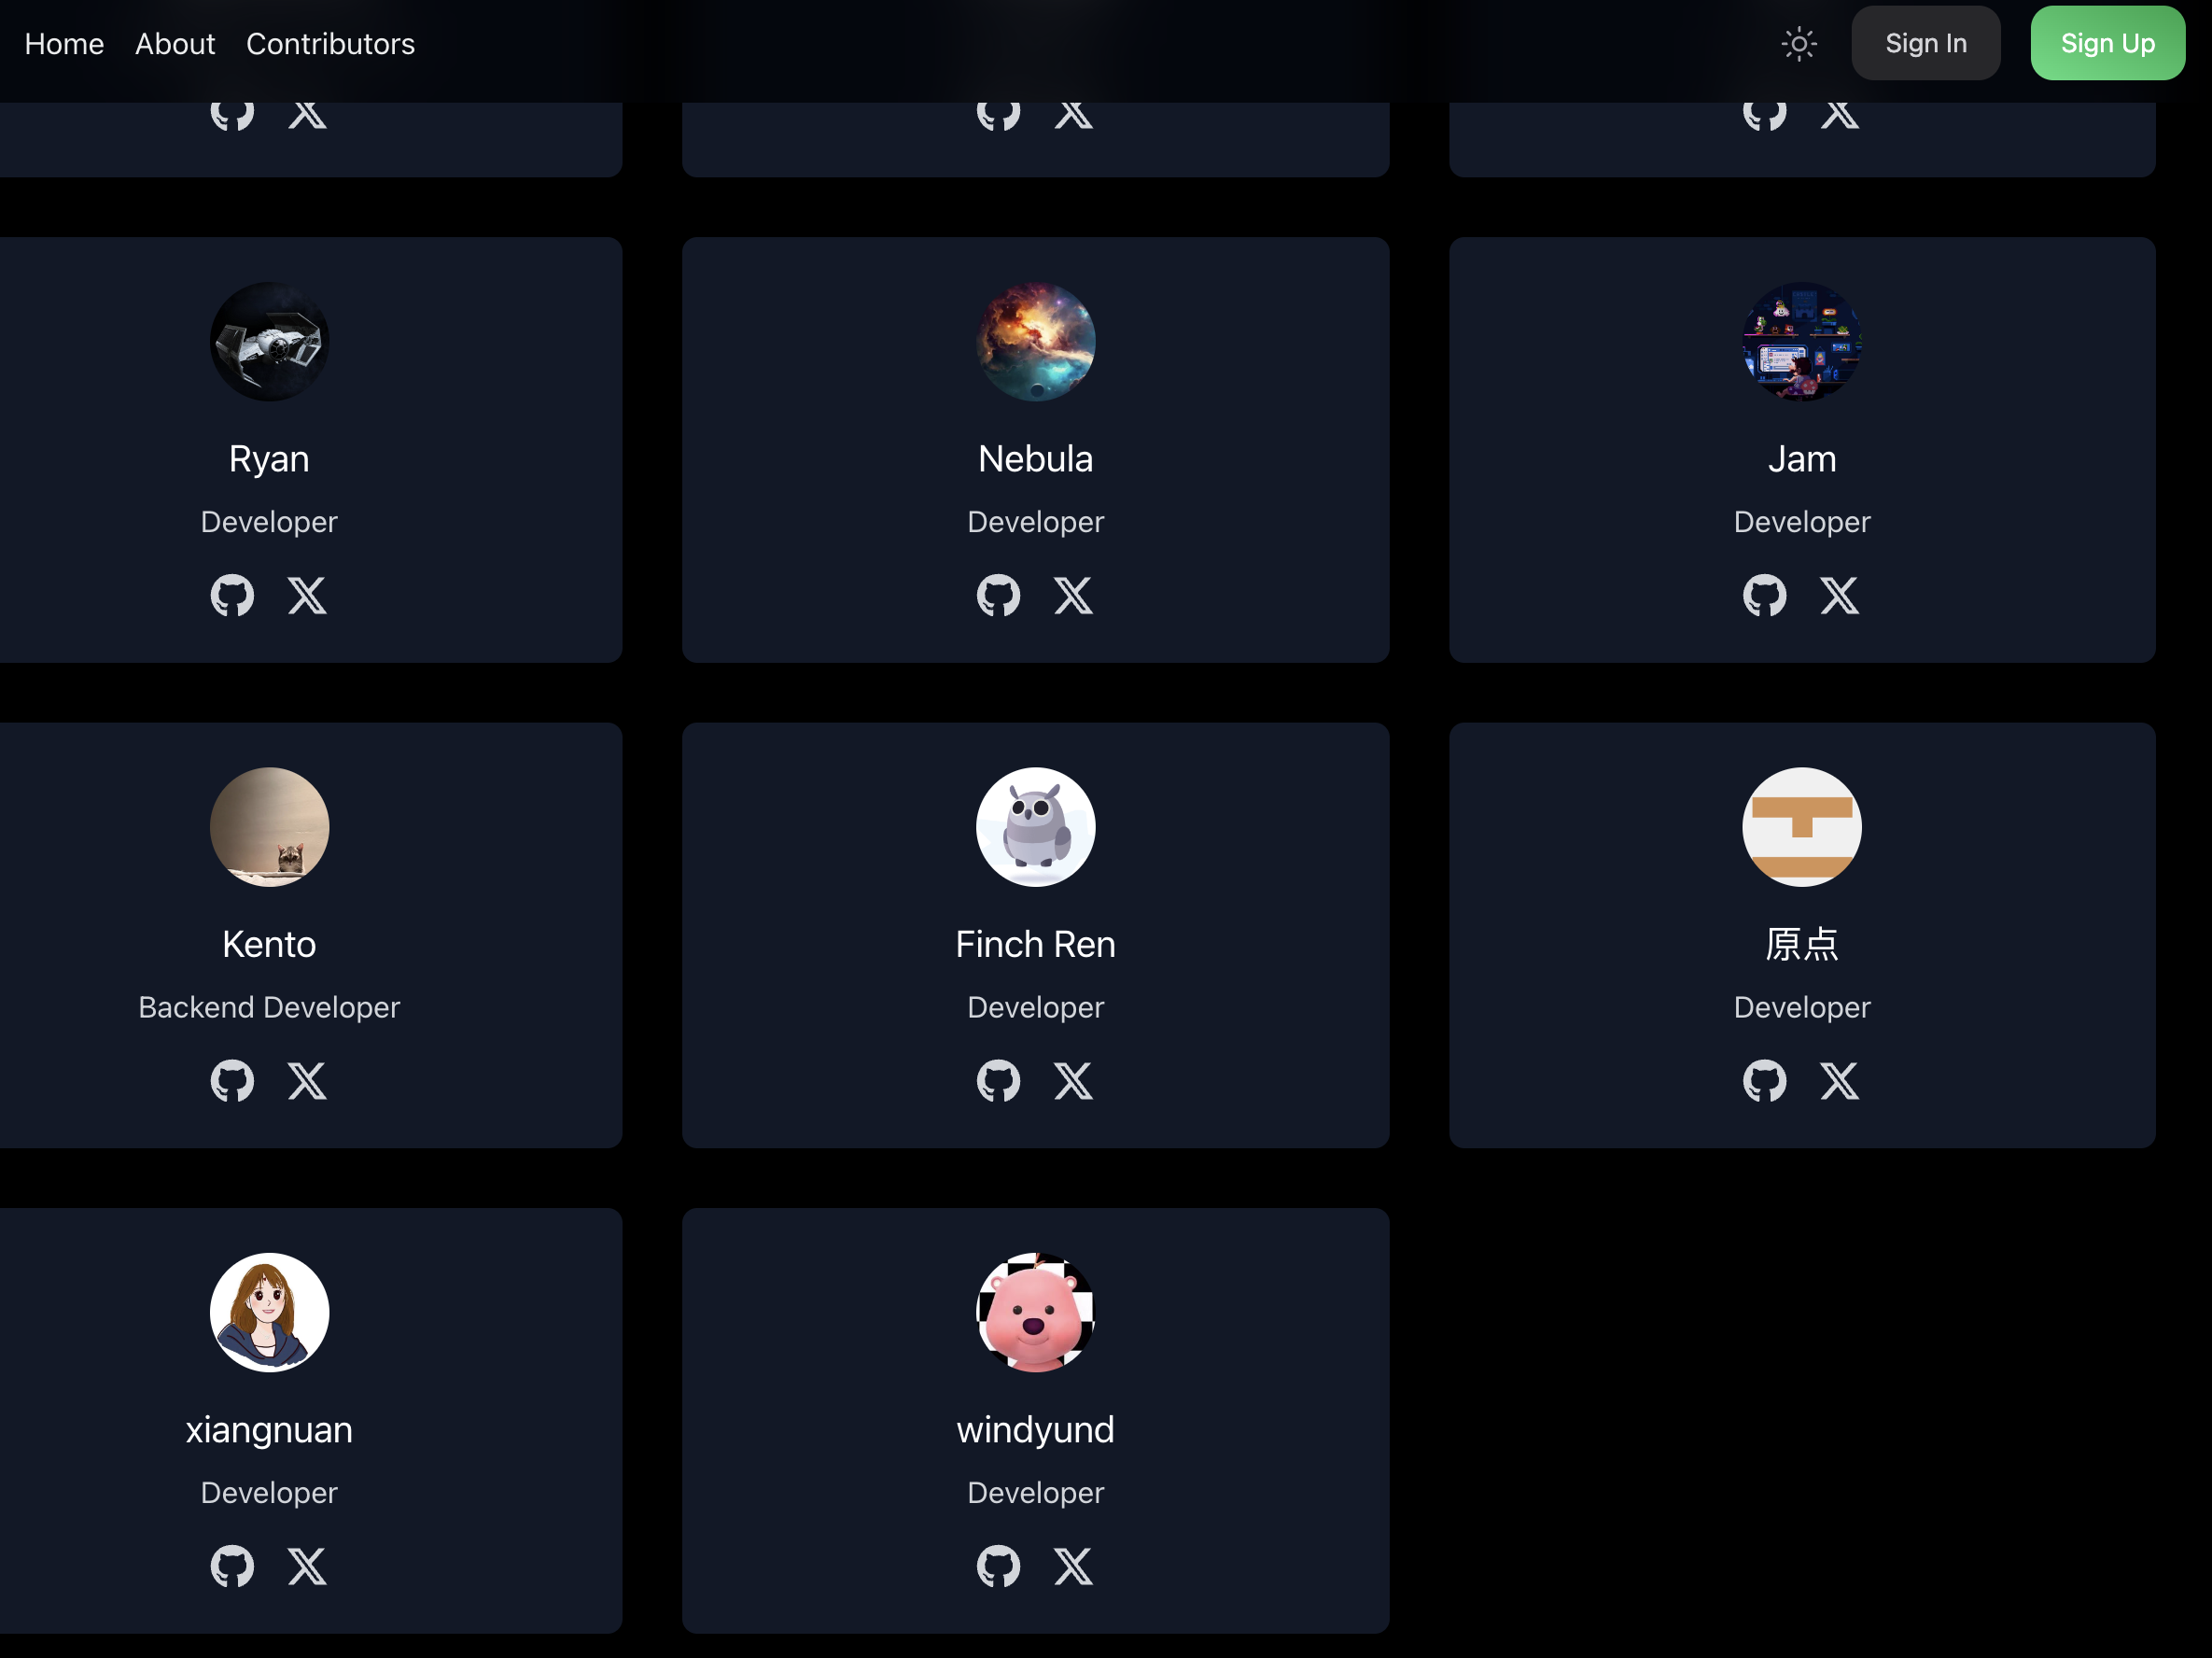 Home About Contributors Sign In Sign Up
Ryan
Developer
Nebula
Developer
Jam
Developer
Kento
Backend Developer
Finch Ren
Developer
原点
Developer
xiangnuan
Developer
windyund
Developer